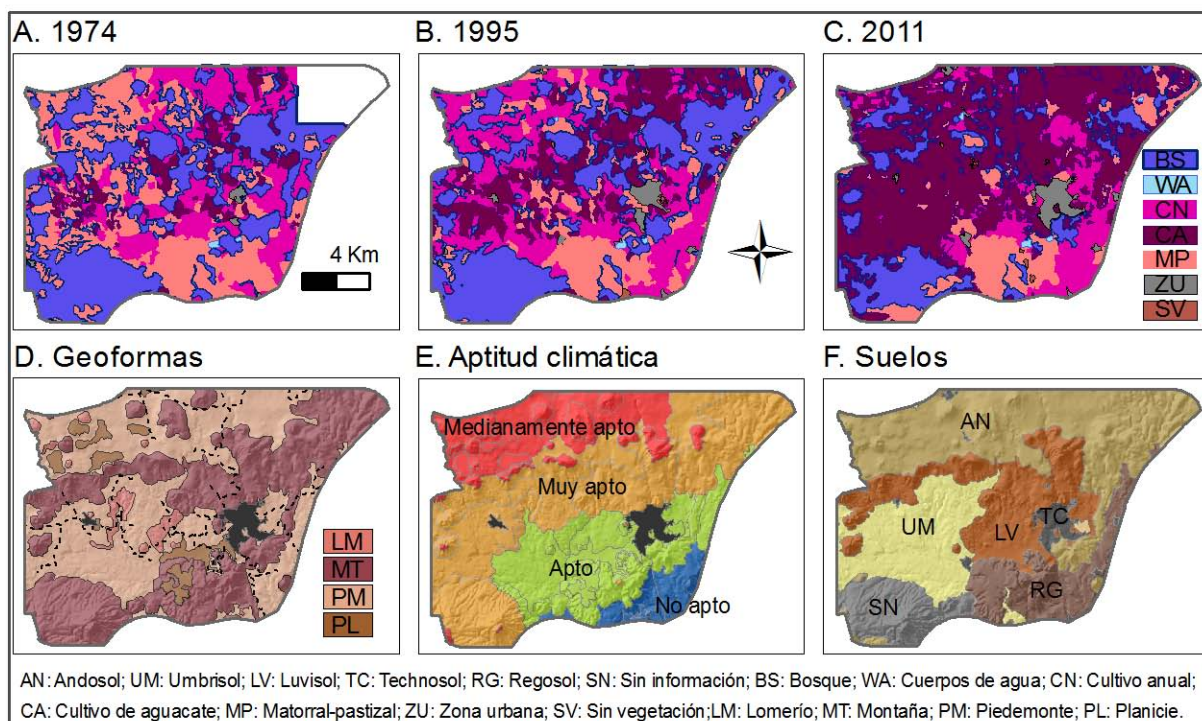 A. 1974
B. 1995
C. 2011
4 Km
BS
WA
CN
CA
MP
ZU
SV
D. Geoformas
E. Aptitud climática
F. Suelos
LM
MT
PM
PL
Medianamente apto
Muy apto
Apto
No apto
AN
UM
LV
TC
RG
SN
AN: Andosol; UM: Umbrisol; LV: Luvisol; TC: Technosol; RG: Regosol; SN: Sin información; BS: Bosque; WA: Cuerpos de agua; CN: Cultivo anual;
CA: Cultivo de aguacate; MP: Matorral-pastizal; ZU: Zona urbana; SV: Sin vegetación;LM: Lomerío; MT: Montaña; PM: Piedemonte; PL: Planicie.